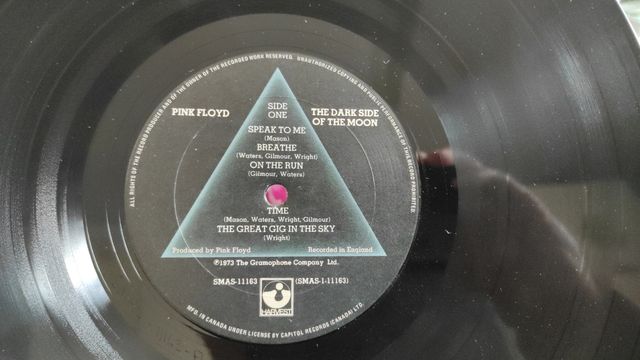 ALL RIGHTS OF THE RECORD PRODUCER AND OF THE OWNER OF THE RECORDED WORK RESERVED. UNAUTHORIZED COPYING AND PUBLIC PERFORMANCE OF THIS RECORD PROHIBITED.
PINK FLOYD
SIDE
ONE
THE DARK SIDE
OF THE MOON
SPEAK TO ME
(Mason)
BREATHE
(Waters, Gilmour, Wright)
ON THE RUN
(Gilmour, Waters)
TIME
(Mason, Waters, Wright, Gilmour)
THE GREAT GIG IN THE SKY
(Wright)
Produced by Pink Floyd
Recorded in England
℗1973 The Gramophone Company Ltd.
SMAS-11163
(SMAS-1-11163)
HARVEST
MFD. IN CANADA UNDER LICENSE BY CAPITOL RECORDS (CANADA) LTD.